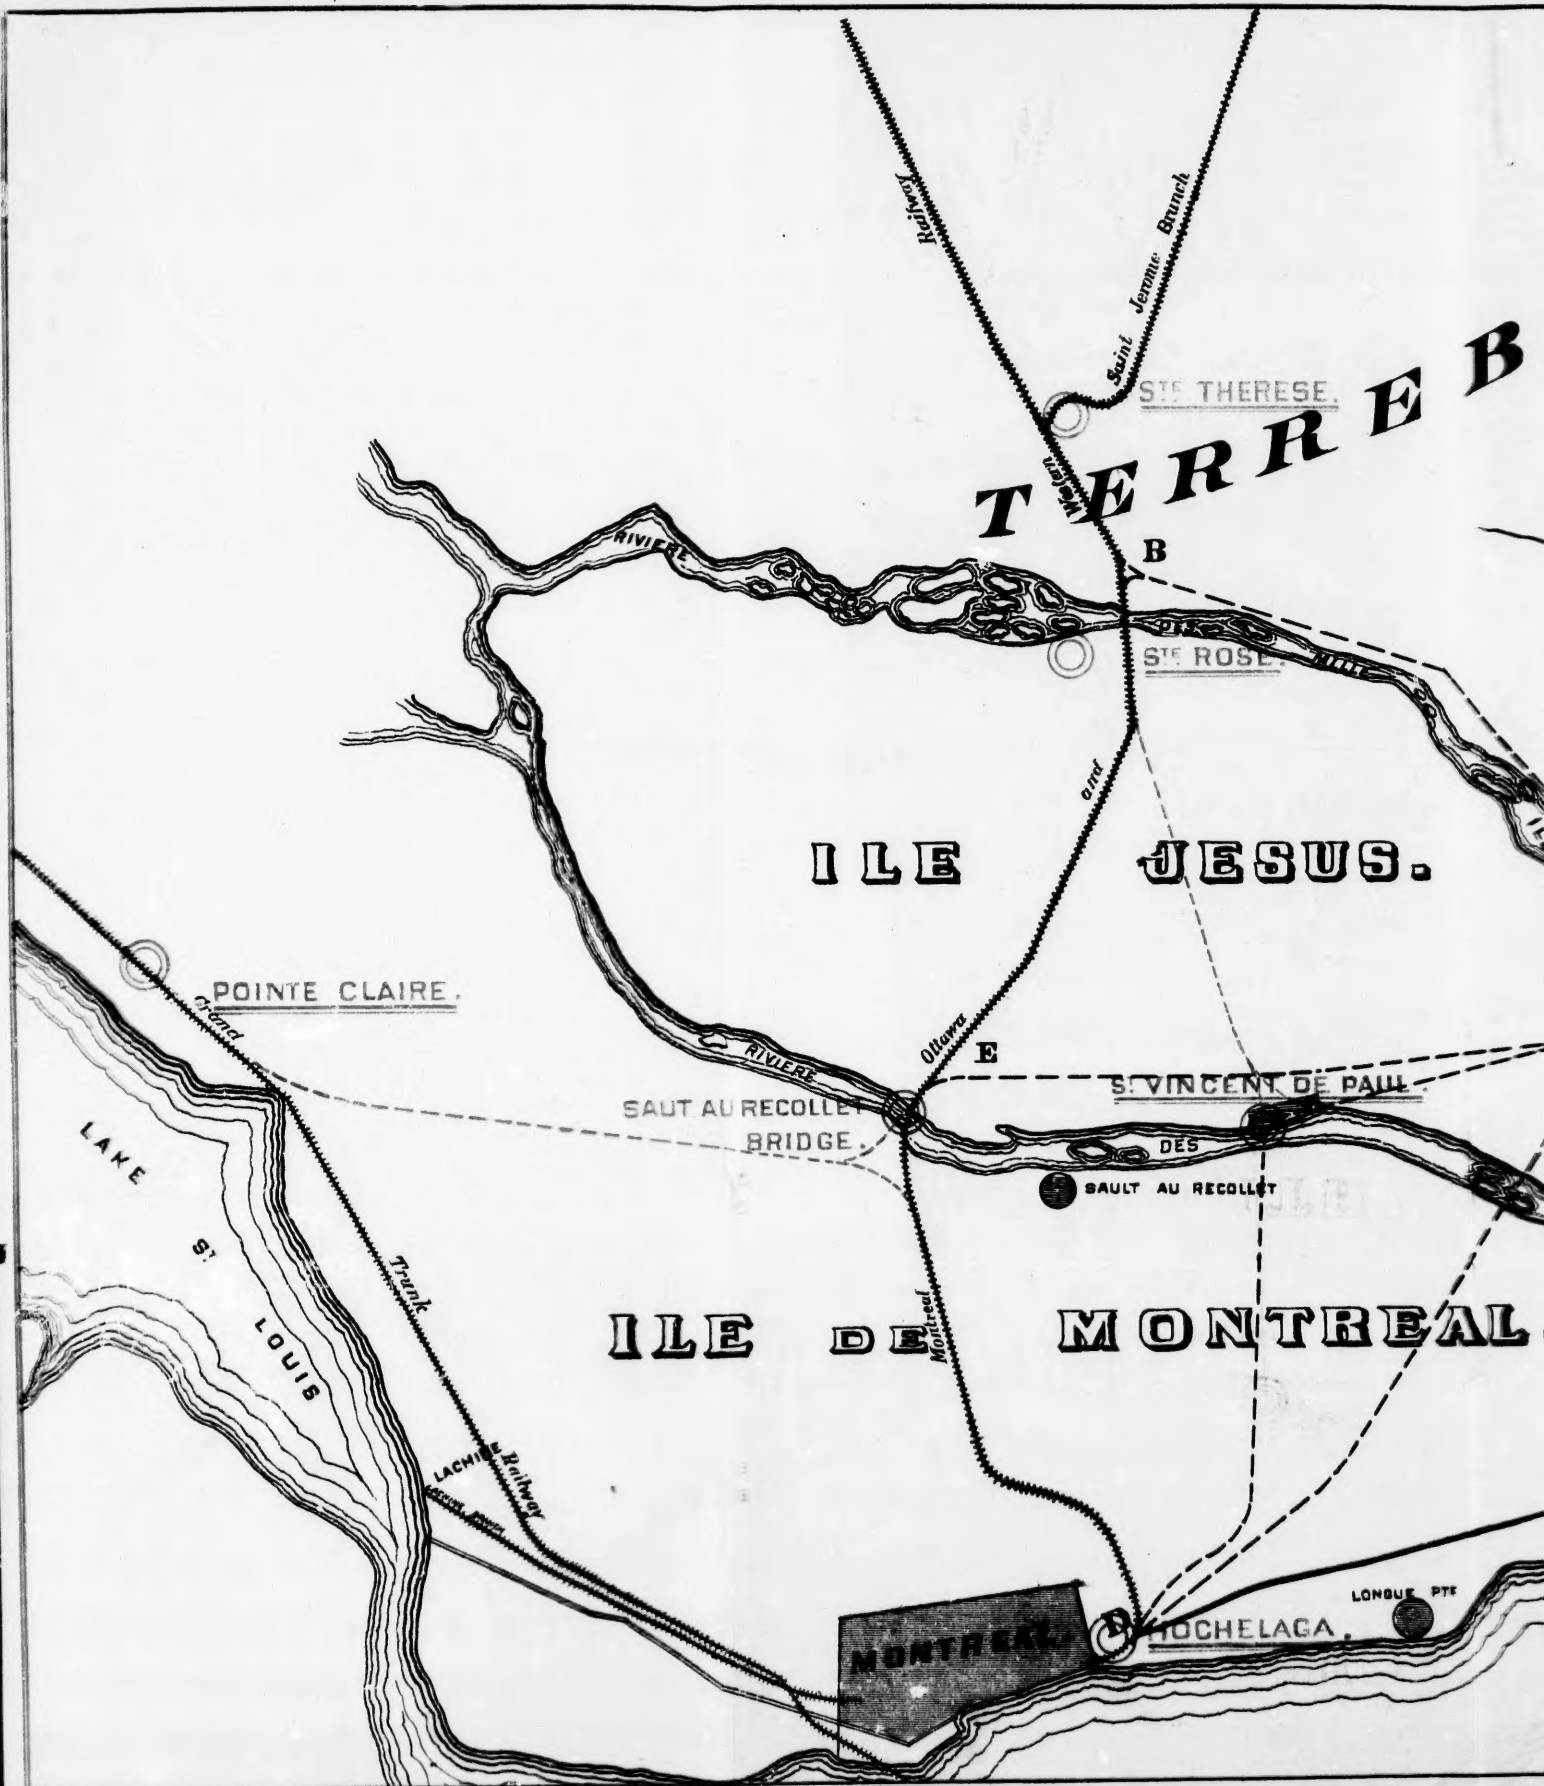 Railway
Saint Jerome Branch
STE THERESE.
TERREB
Western
B
RIVIERE
DES
MILLE
STE ROSE.
and
ILE JESUS.
POINTE CLAIRE.
Grand
Ottawa
E
RIVIERE
ST VINCENT DE PAUL
SAUT AU RECOLLET
BRIDGE.
DES
LAKE
ST
LOUIS
SAULT AU RECOLLET
Trunk
Montreal
ILE DE MONTREAL.
LACHINE
Railway
LONGUE PTE
D
HOCHELAGA.
MONTREAL.